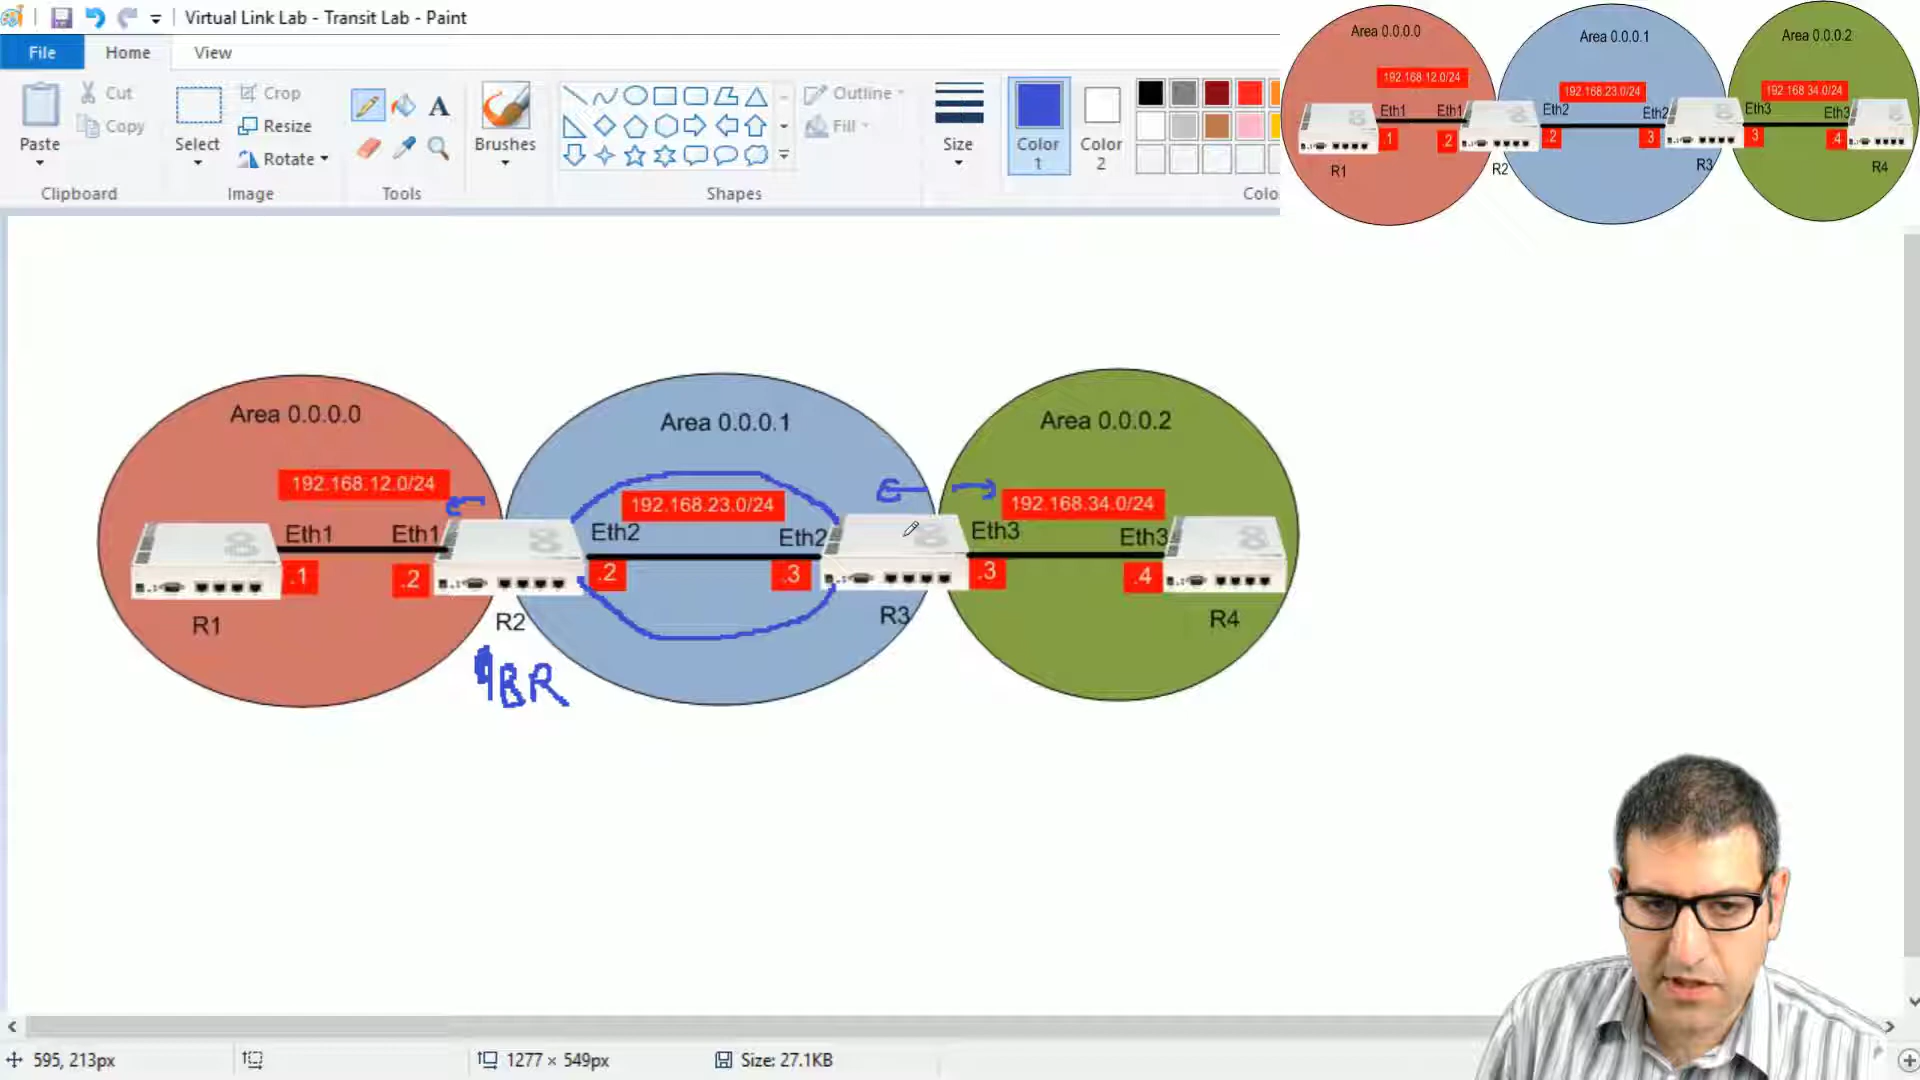 Virtual Link Lab - Transit Lab - Paint
File Home View
Paste
Cut
Copy
Clipboard
Select
Crop
Resize
Rotate
Image
A
Tools
Brushes
Shapes
Outline
Fill
Size
Color 1
Color 2
Colo
Area 0.0.0.0
Area 0.0.0.1
Area 0.0.0.2
192.168.12.0/24
192.168.23.0/24
192.168.34.0/24
Eth1 Eth1 Eth2 Eth2 Eth3 Eth3
.1 .2 .2 .3 3 .4
R1 R2 R3 R4
Area 0.0.0.0
Area 0.0.0.1
Area 0.0.0.2
192.168.12.0/24
192.168.23.0/24
192.168.34.0/24
Eth1 Eth1 Eth2 Eth2 Eth3 Eth3
.1 .2 .2 .3 .3 .4
R1 R2 R3 R4
ABR
595, 213px
1277 × 549px
Size: 27.1KB